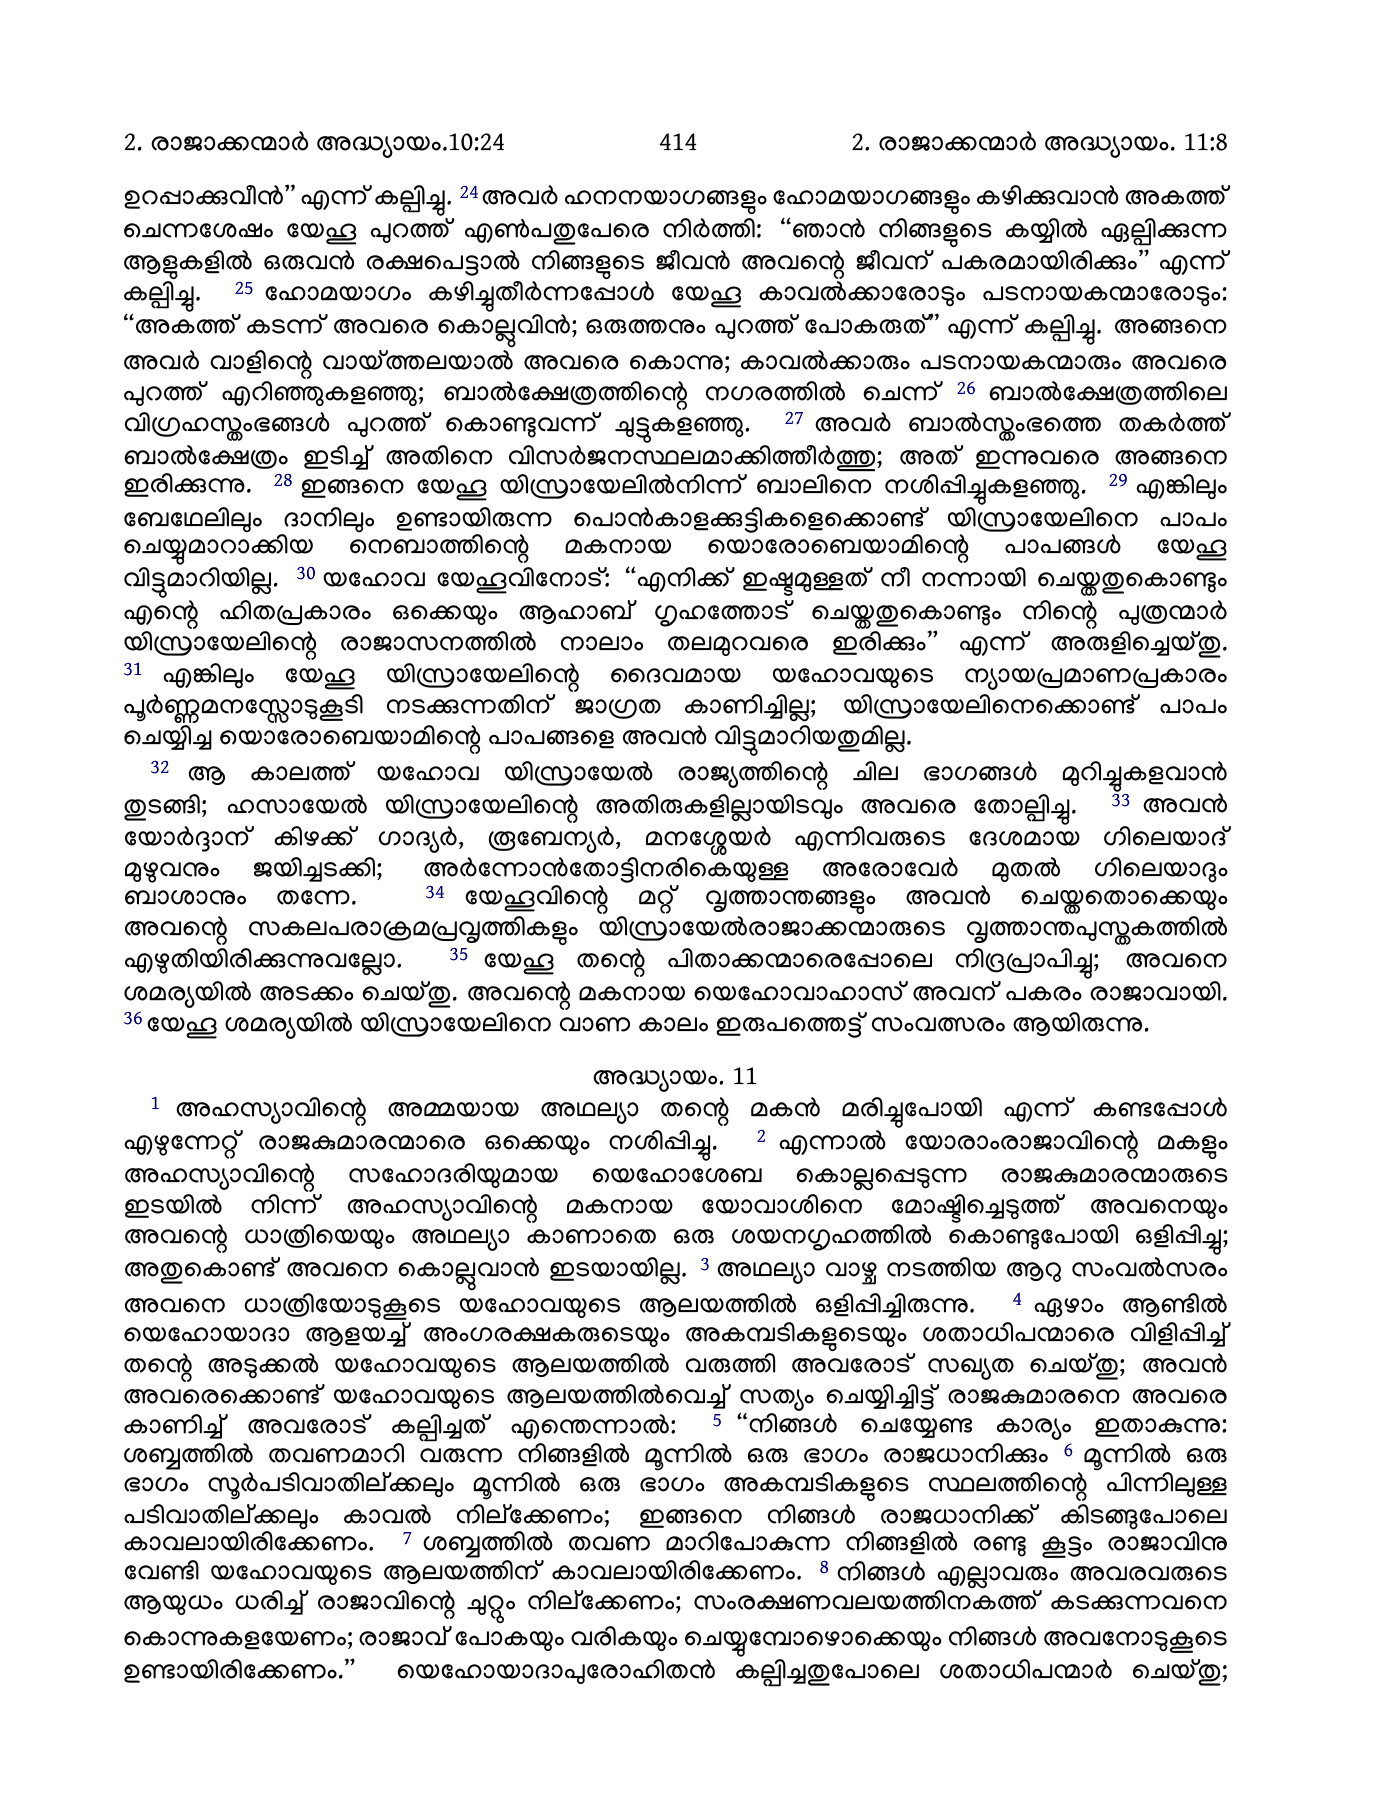 2. രാജാക്കന്മാർ അദ്ധ്യായം.10:24 414 2. രാജാക്കന്മാർ അദ്ധ്യായം. 11:8
ഉറപ്പാക്കുവീൻ” എന്ന് കല്പിച്ചു. 24 അവർ ഹനനയാഗങ്ങളും ഹോമയാഗങ്ങളും കഴിക്കുവാൻ അകത്ത്
ചെന്നശേഷം യേഹൂ പുറത്ത് എൺപതുപേരെ നിർത്തി: “ഞാൻ നിങ്ങളുടെ കയ്യിൽ ഏല്പിക്കുന്ന
ആളുകളിൽ ഒരുവൻ രക്ഷപെട്ടാൽ നിങ്ങളുടെ ജീവൻ അവന്റെ ജീവന് പകരമായിരിക്കും” എന്ന്
കല്പിച്ചു. 25 ഹോമയാഗം കഴിച്ചുതീർന്നപ്പോൾ യേഹൂ കാവൽക്കാരോടും പടനായകന്മാരോടും:
“അകത്ത് കടന്ന് അവരെ കൊല്ലുവിൻ; ഒരുത്തനും പുറത്ത് പോകരുത്” എന്ന് കല്പിച്ചു. അങ്ങനെ
അവർ വാളിന്റെ വായ്ത്തലയാൽ അവരെ കൊന്നു; കാവൽക്കാരും പടനായകന്മാരും അവരെ
പുറത്ത് എറിഞ്ഞുകളഞ്ഞു; ബാൽക്ഷേത്രത്തിന്റെ നഗരത്തിൽ ചെന്ന് 26 ബാൽക്ഷേത്രത്തിലെ
വിഗ്രഹസ്തംഭങ്ങൾ പുറത്ത് കൊണ്ടുവന്ന് ചുട്ടുകളഞ്ഞു. 27 അവർ ബാൽസ്തംഭത്തെ തകർത്ത്
ബാൽക്ഷേത്രം ഇടിച്ച് അതിനെ വിസർജനസ്ഥലമാക്കിത്തീർത്തു; അത് ഇന്നുവരെ അങ്ങനെ
ഇരിക്കുന്നു. 28 ഇങ്ങനെ യേഹൂ യിസ്രായേലിൽനിന്ന് ബാലിനെ നശിപ്പിച്ചുകളഞ്ഞു. 29 എങ്കിലും
ബേഥേലിലും ദാനിലും ഉണ്ടായിരുന്ന പൊൻകാളക്കുട്ടികളെക്കൊണ്ട് യിസ്രായേലിനെ പാപം
ചെയ്യുമാറാക്കിയ നെബാത്തിന്റെ മകനായ യൊരോബെയാമിന്റെ പാപങ്ങൾ യേഹൂ
വിട്ടുമാറിയില്ല. 30 യഹോവ യേഹൂവിനോട്: “എനിക്ക് ഇഷ്ടമുള്ളത് നീ നന്നായി ചെയ്തതുകൊണ്ടും
എന്റെ ഹിതപ്രകാരം ഒക്കെയും ആഹാബ് ഗൃഹത്തോട് ചെയ്തതുകൊണ്ടും നിന്റെ പുത്രന്മാർ
യിസ്രായേലിന്റെ രാജാസനത്തിൽ നാലാം തലമുറവരെ ഇരിക്കും” എന്ന് അരുളിച്ചെയ്തു.
31 എങ്കിലും യേഹൂ യിസ്രായേലിന്റെ ദൈവമായ യഹോവയുടെ ന്യായപ്രമാണപ്രകാരം
പൂർണ്ണമനസ്സോടുകൂടി നടക്കുന്നതിന് ജാഗ്രത കാണിച്ചില്ല; യിസ്രായേലിനെക്കൊണ്ട് പാപം
ചെയ്യിച്ച യൊരോബെയാമിന്റെ പാപങ്ങളെ അവൻ വിട്ടുമാറിയതുമില്ല.
32 ആ കാലത്ത് യഹോവ യിസ്രായേൽ രാജ്യത്തിന്റെ ചില ഭാഗങ്ങൾ മുറിച്ചുകളവാൻ
തുടങ്ങി; ഹസായേൽ യിസ്രായേലിന്റെ അതിരുകളില്ലായിടവും അവരെ തോല്പിച്ചു. 33 അവൻ
യോർദ്ദാന് കിഴക്ക് ഗാദ്യർ, രൂബേന്യർ, മനശ്ശേയർ എന്നിവരുടെ ദേശമായ ഗിലെയാദ്
മുഴുവനും ജയിച്ചടക്കി; അർന്നോൻതോട്ടിനരികെയുള്ള അരോവേർ മുതൽ ഗിലെയാദും
ബാശാനും തന്നേ. 34 യേഹൂവിന്റെ മറ്റ് വൃത്താന്തങ്ങളും അവൻ ചെയ്തതൊക്കെയും
അവന്റെ സകലപരാക്രമപ്രവൃത്തികളും യിസ്രായേൽരാജാക്കന്മാരുടെ വൃത്താന്തപുസ്തകത്തിൽ
എഴുതിയിരിക്കുന്നുവല്ലോ. 35 യേഹൂ തന്റെ പിതാക്കന്മാരെപ്പോലെ നിദ്രപ്രാപിച്ചു; അവനെ
ശമര്യയിൽ അടക്കം ചെയ്തു. അവന്റെ മകനായ യെഹോവാഹാസ് അവന് പകരം രാജാവായി.
36 യേഹൂ ശമര്യയിൽ യിസ്രായേലിനെ വാണ കാലം ഇരുപത്തെട്ട് സംവത്സരം ആയിരുന്നു.
അദ്ധ്യായം. 11
1 അഹസ്യാവിന്റെ അമ്മയായ അഥല്യാ തന്റെ മകൻ മരിച്ചുപോയി എന്ന് കണ്ടപ്പോൾ
എഴുന്നേറ്റ് രാജകുമാരന്മാരെ ഒക്കെയും നശിപ്പിച്ചു. 2 എന്നാൽ യോരാംരാജാവിന്റെ മകളും
അഹസ്യാവിന്റെ സഹോദരിയുമായ യെഹോശേബ കൊല്ലപ്പെടുന്ന രാജകുമാരന്മാരുടെ
ഇടയിൽ നിന്ന് അഹസ്യാവിന്റെ മകനായ യോവാശിനെ മോഷ്ടിച്ചെടുത്ത് അവനെയും
അവന്റെ ധാത്രിയെയും അഥല്യാ കാണാതെ ഒരു ശയനഗൃഹത്തിൽ കൊണ്ടുപോയി ഒളിപ്പിച്ചു;
അതുകൊണ്ട് അവനെ കൊല്ലുവാൻ ഇടയായില്ല. 3 അഥല്യാ വാഴ്ച നടത്തിയ ആറു സംവൽസരം
അവനെ ധാത്രിയോടുകൂടെ യഹോവയുടെ ആലയത്തിൽ ഒളിപ്പിച്ചിരുന്നു. 4 ഏഴാം ആണ്ടിൽ
യെഹോയാദാ ആളയച്ച് അംഗരക്ഷകരുടെയും അകമ്പടികളുടെയും ശതാധിപന്മാരെ വിളിപ്പിച്ച്
തന്റെ അടുക്കൽ യഹോവയുടെ ആലയത്തിൽ വരുത്തി അവരോട് സഖ്യത ചെയ്തു; അവൻ
അവരെക്കൊണ്ട് യഹോവയുടെ ആലയത്തിൽവെച്ച് സത്യം ചെയ്യിച്ചിട്ട് രാജകുമാരനെ അവരെ
കാണിച്ച് അവരോട് കല്പിച്ചത് എന്തെന്നാൽ: 5 “നിങ്ങൾ ചെയ്യേണ്ട കാര്യം ഇതാകുന്നു:
ശബ്ബത്തിൽ തവണമാറി വരുന്ന നിങ്ങളിൽ മൂന്നിൽ ഒരു ഭാഗം രാജധാനിക്കും 6 മൂന്നിൽ ഒരു
ഭാഗം സൂർപടിവാതില്ക്കലും മൂന്നിൽ ഒരു ഭാഗം അകമ്പടികളുടെ സ്ഥലത്തിന്റെ പിന്നിലുള്ള
പടിവാതില്ക്കലും കാവൽ നില്ക്കേണം; ഇങ്ങനെ നിങ്ങൾ രാജധാനിക്ക് കിടങ്ങുപോലെ
കാവലായിരിക്കേണം. 7 ശബ്ബത്തിൽ തവണ മാറിപോകുന്ന നിങ്ങളിൽ രണ്ടു കൂട്ടം രാജാവിനു
വേണ്ടി യഹോവയുടെ ആലയത്തിന് കാവലായിരിക്കേണം. 8 നിങ്ങൾ എല്ലാവരും അവരവരുടെ
ആയുധം ധരിച്ച് രാജാവിന്റെ ചുറ്റും നില്ക്കേണം; സംരക്ഷണവലയത്തിനകത്ത് കടക്കുന്നവനെ
കൊന്നുകളയേണം; രാജാവ് പോകയും വരികയും ചെയ്യുമ്പോഴൊക്കെയും നിങ്ങൾ അവനോടുകൂടെ
ഉണ്ടായിരിക്കേണം.” യെഹോയാദാപുരോഹിതൻ കല്പിച്ചതുപോലെ ശതാധിപന്മാർ ചെയ്തു;